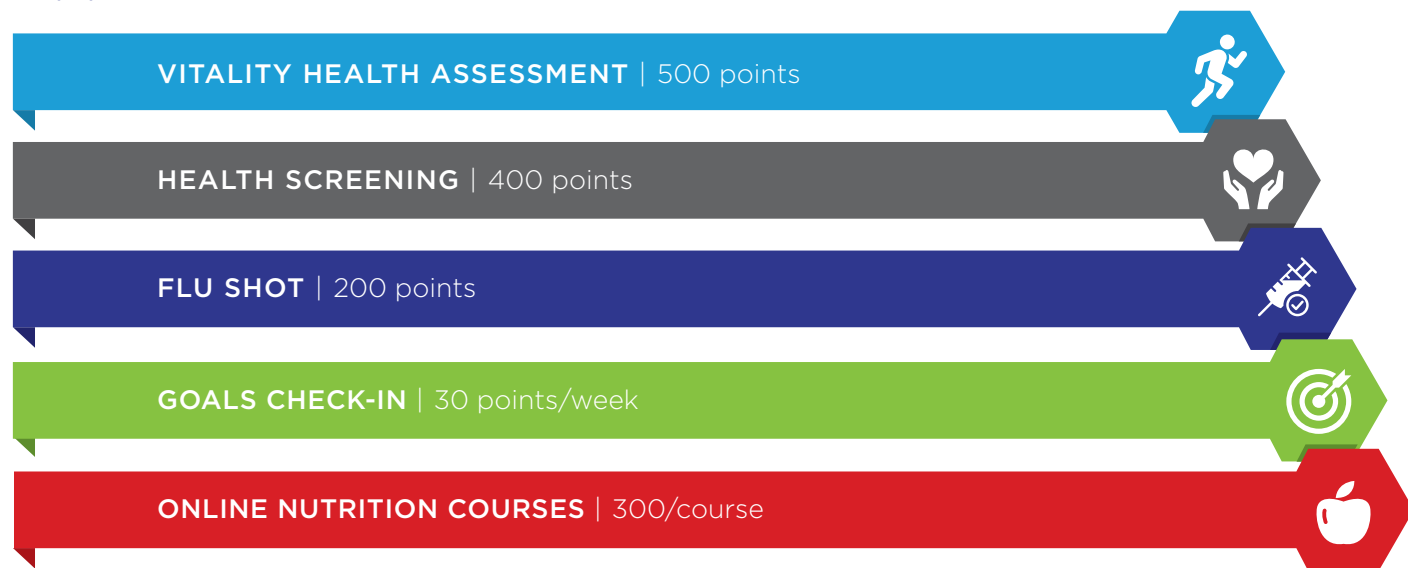 VITALITY HEALTH ASSESSMENT | 500 points
HEALTH SCREENING | 400 points
FLU SHOT | 200 points
GOALS CHECK-IN | 30 points/week
ONLINE NUTRITION COURSES | 300/course